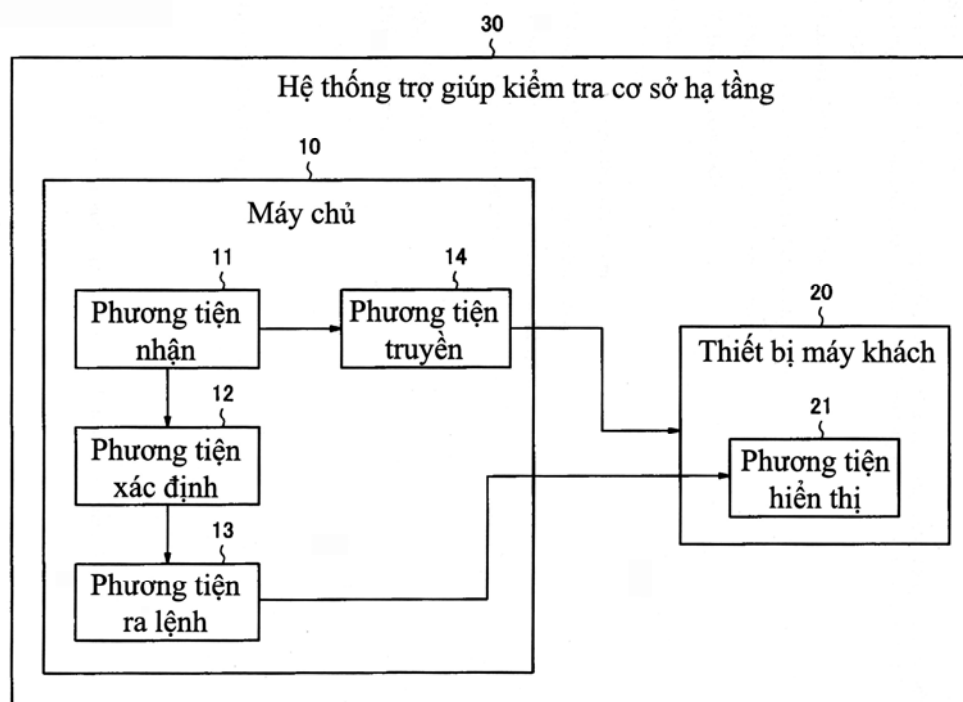 30
Hệ thống trợ giúp kiểm tra cơ sở hạ tầng
10
Máy chủ
11
Phương tiện
nhận
14
Phương tiện
truyền
20
Thiết bị máy khách
12
Phương tiện
xác định
21
Phương tiện
hiển thị
13
Phương tiện
ra lệnh